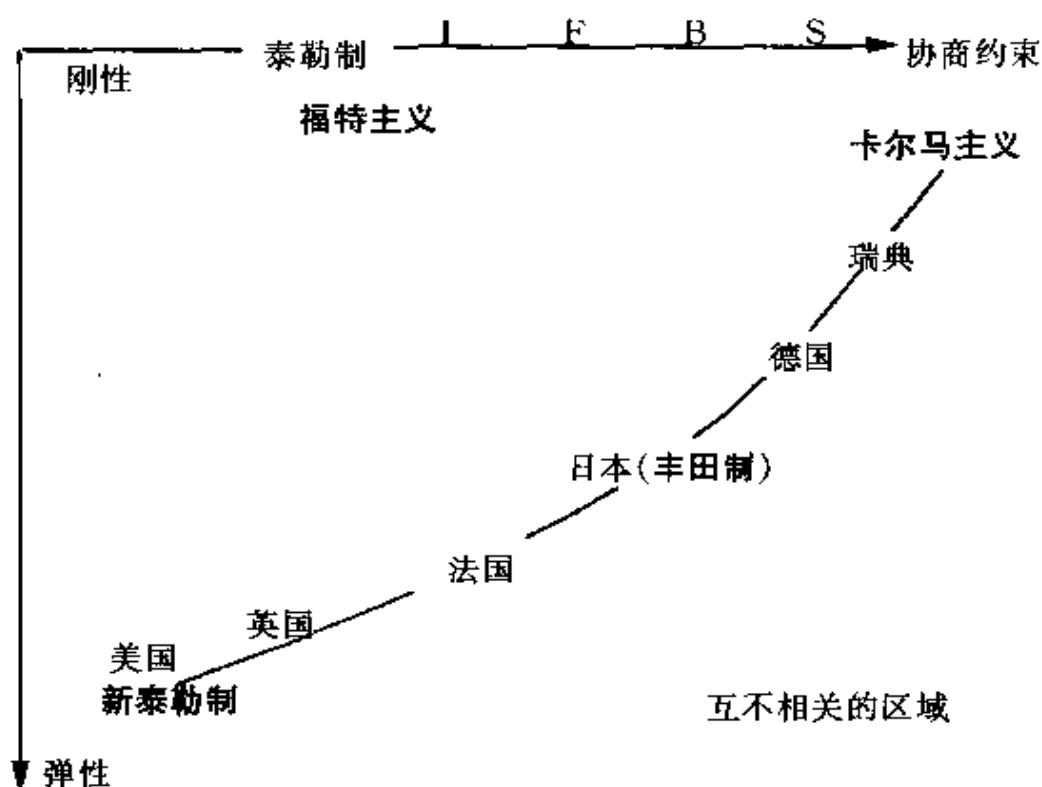 泰勒制 I F B S 协商约束
刚性
福特主义
卡尔马主义
瑞典
德国
日本(丰田制)
法国
英国
美国
新泰勒制
互不相关的区域
弹性